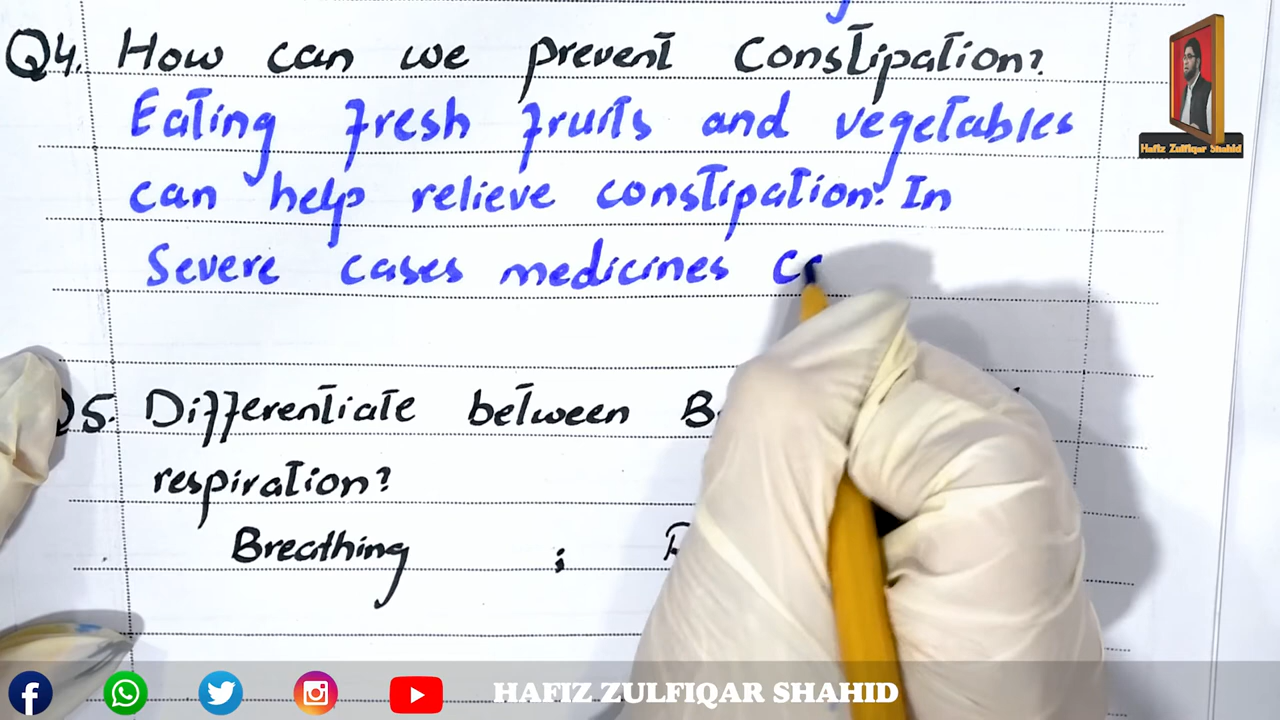 Q4. How can we prevent Constipation?
Eating fresh fruits and vegetables
can help relieve constipation. In
Severe cases medicines
Q5. Differentiate between
respiration?
Breathing ;
Hafiz Zulfiqar Shahid
HAFIZ ZULFIQAR SHAHID